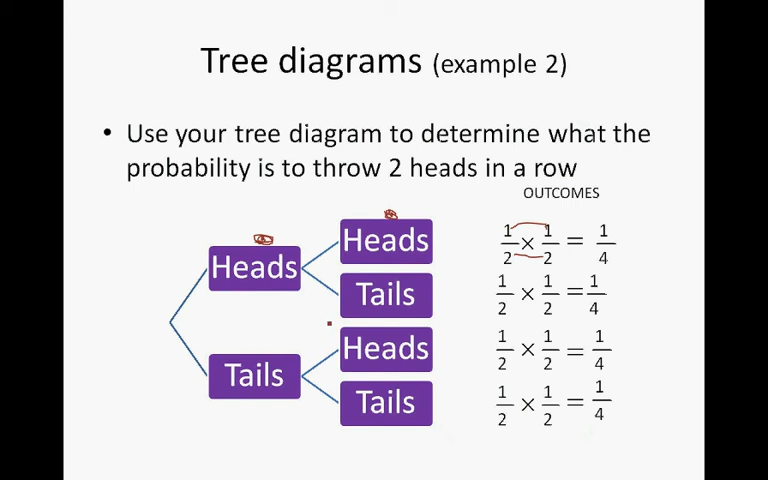 Tree diagrams (example 2)
• Use your tree diagram to determine what the
probability is to throw 2 heads in a row
OUTCOMES
Heads
Heads
1/2 × 1/2 = 1/4
Tails
1/2 × 1/2 = 1/4
Tails
Heads
1/2 × 1/2 = 1/4
Tails
1/2 × 1/2 = 1/4